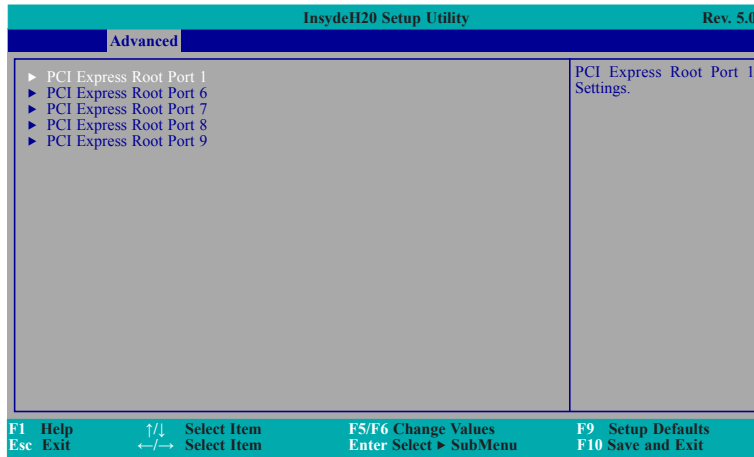 InsydeH20 Setup Utility Rev. 5.0
Advanced
► PCI Express Root Port 1
► PCI Express Root Port 6
► PCI Express Root Port 7
► PCI Express Root Port 8
► PCI Express Root Port 9
PCI Express Root Port 1
Settings.
F1 Help ↑/↓ Select Item F5/F6 Change Values F9 Setup Defaults
Esc Exit ←/→ Select Item Enter Select ► SubMenu F10 Save and Exit